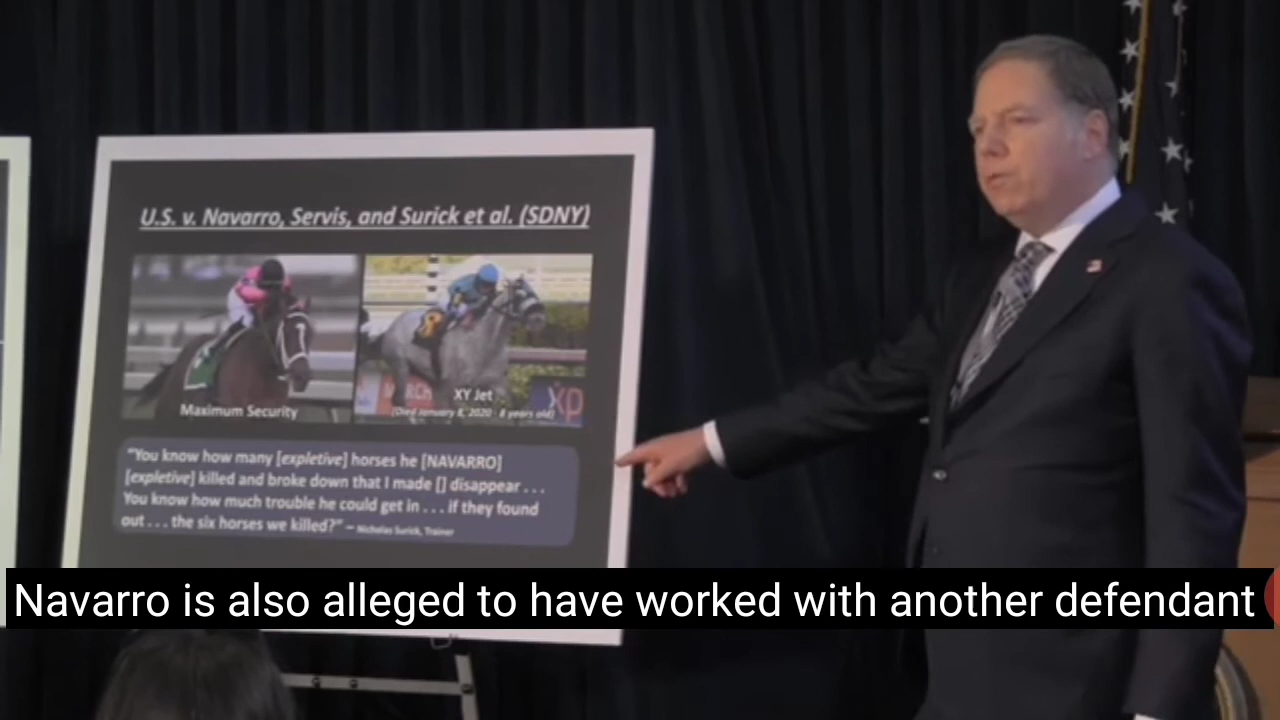 U.S. v. Navarro, Servis, and Surick et al. (SDNY)
Maximum Security
XY Jet
(Died January 8, 2020 - 8 years old)
xp
"You know how many [expletive] horses he [NAVARRO]
[expletive] killed and broke down that I made [] disappear . . .
You know how much trouble he could get in . . . if they found
out . . . the six horses we killed?" – Nicholas Surick, Trainer
Navarro is also alleged to have worked with another defendant